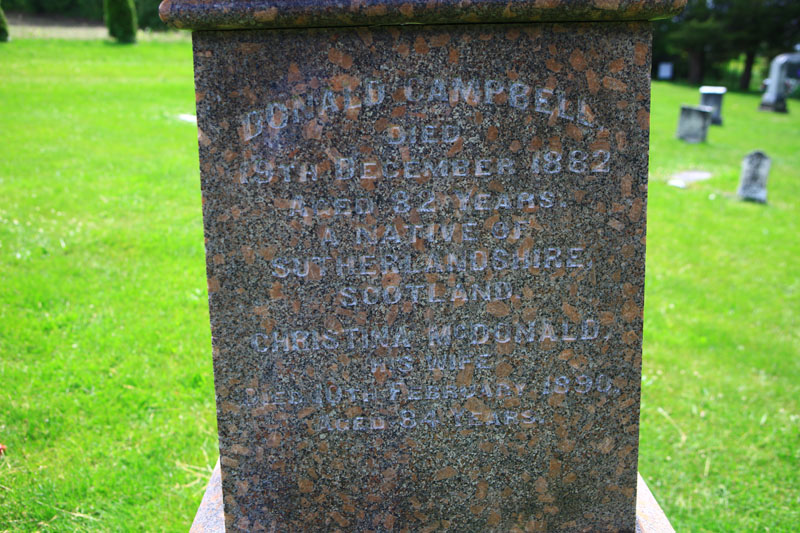 DONALD CAMPBELL,
DIED
19TH DECEMBER 1882
AGED 82 YEARS.
A NATIVE OF
SUTHERLANDSHIRE,
SCOTLAND.
CHRISTINA MCDONALD,
HIS WIFE
DIED 10TH FEBRUARY 1890,
AGED 84 YEARS.